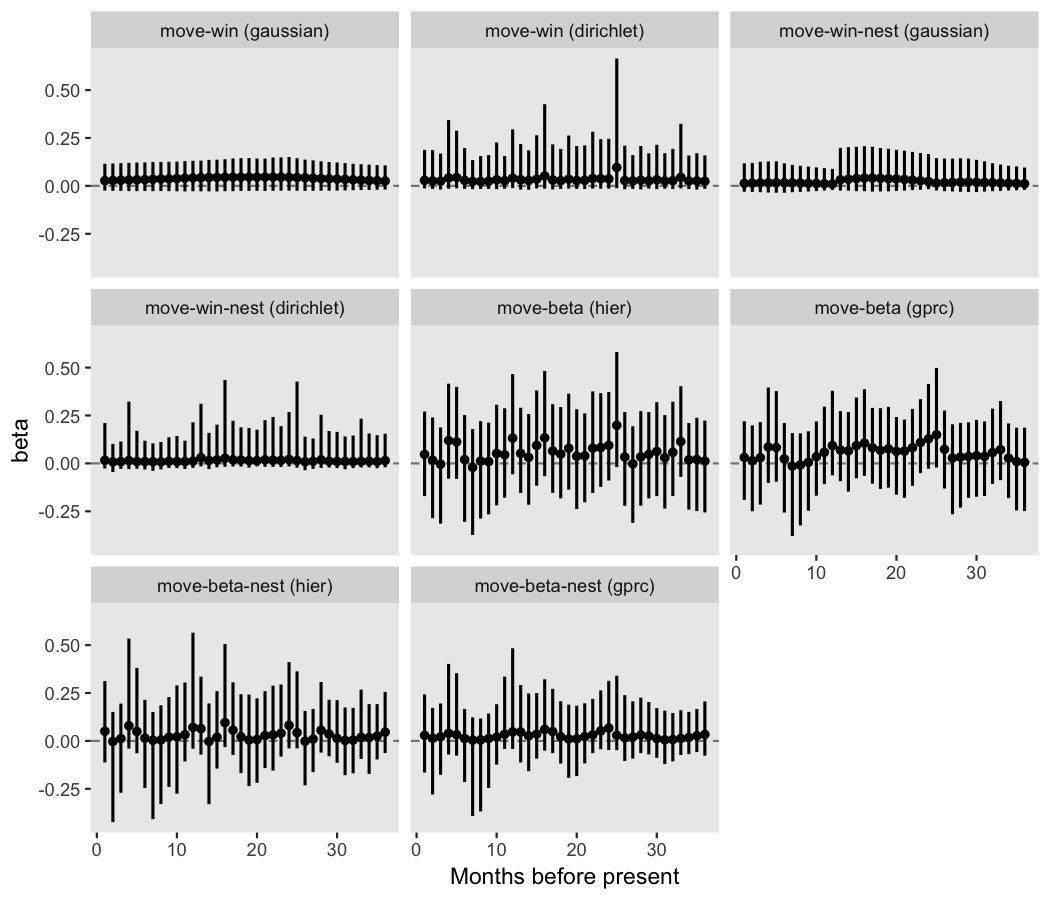 move-win (gaussian)
move-win (dirichlet)
move-win-nest (gaussian)
0.50
0.25
0.00
-0.25
move-win-nest (dirichlet)
move-beta (hier)
move-beta (gprc)
0.50
0.25
0.00
-0.25
beta
0 10 20 30
move-beta-nest (hier)
move-beta-nest (gprc)
0.50
0.25
0.00
-0.25
0 10 20 30
0 10 20 30
Months before present